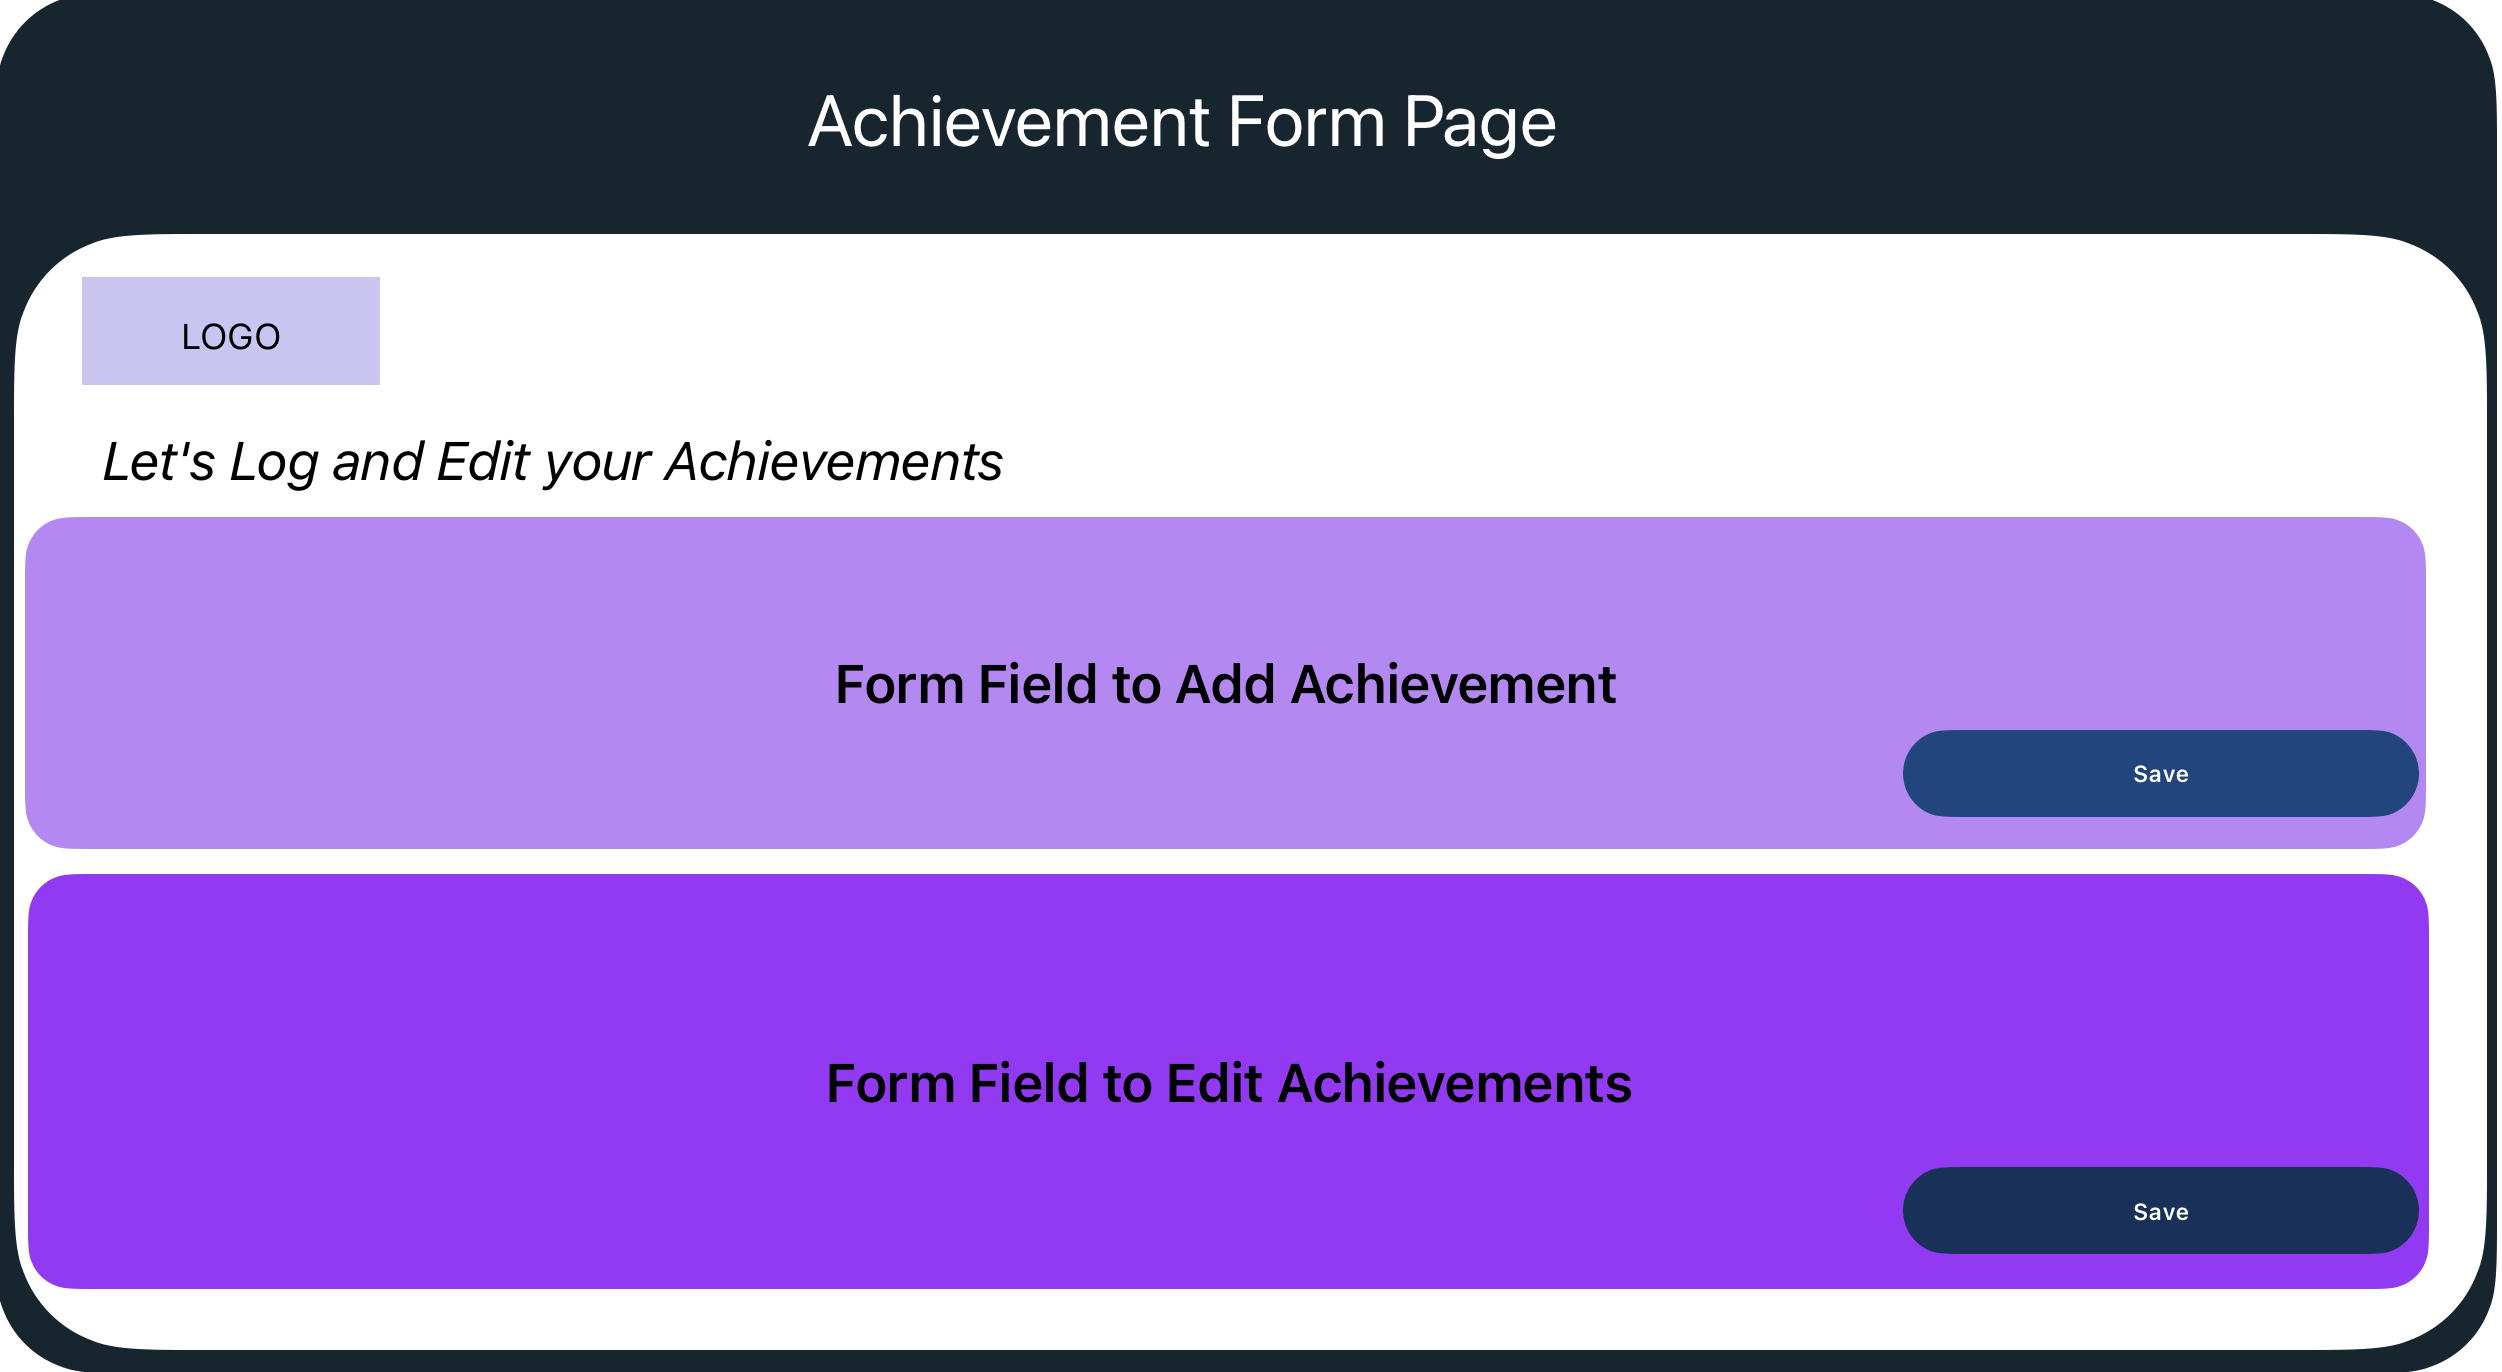 Achievement Form Page
LOGO
Let's Log and Edit your Achievements
Form Field to Add Achievement
Save
Form Field to Edit Achievements
Save